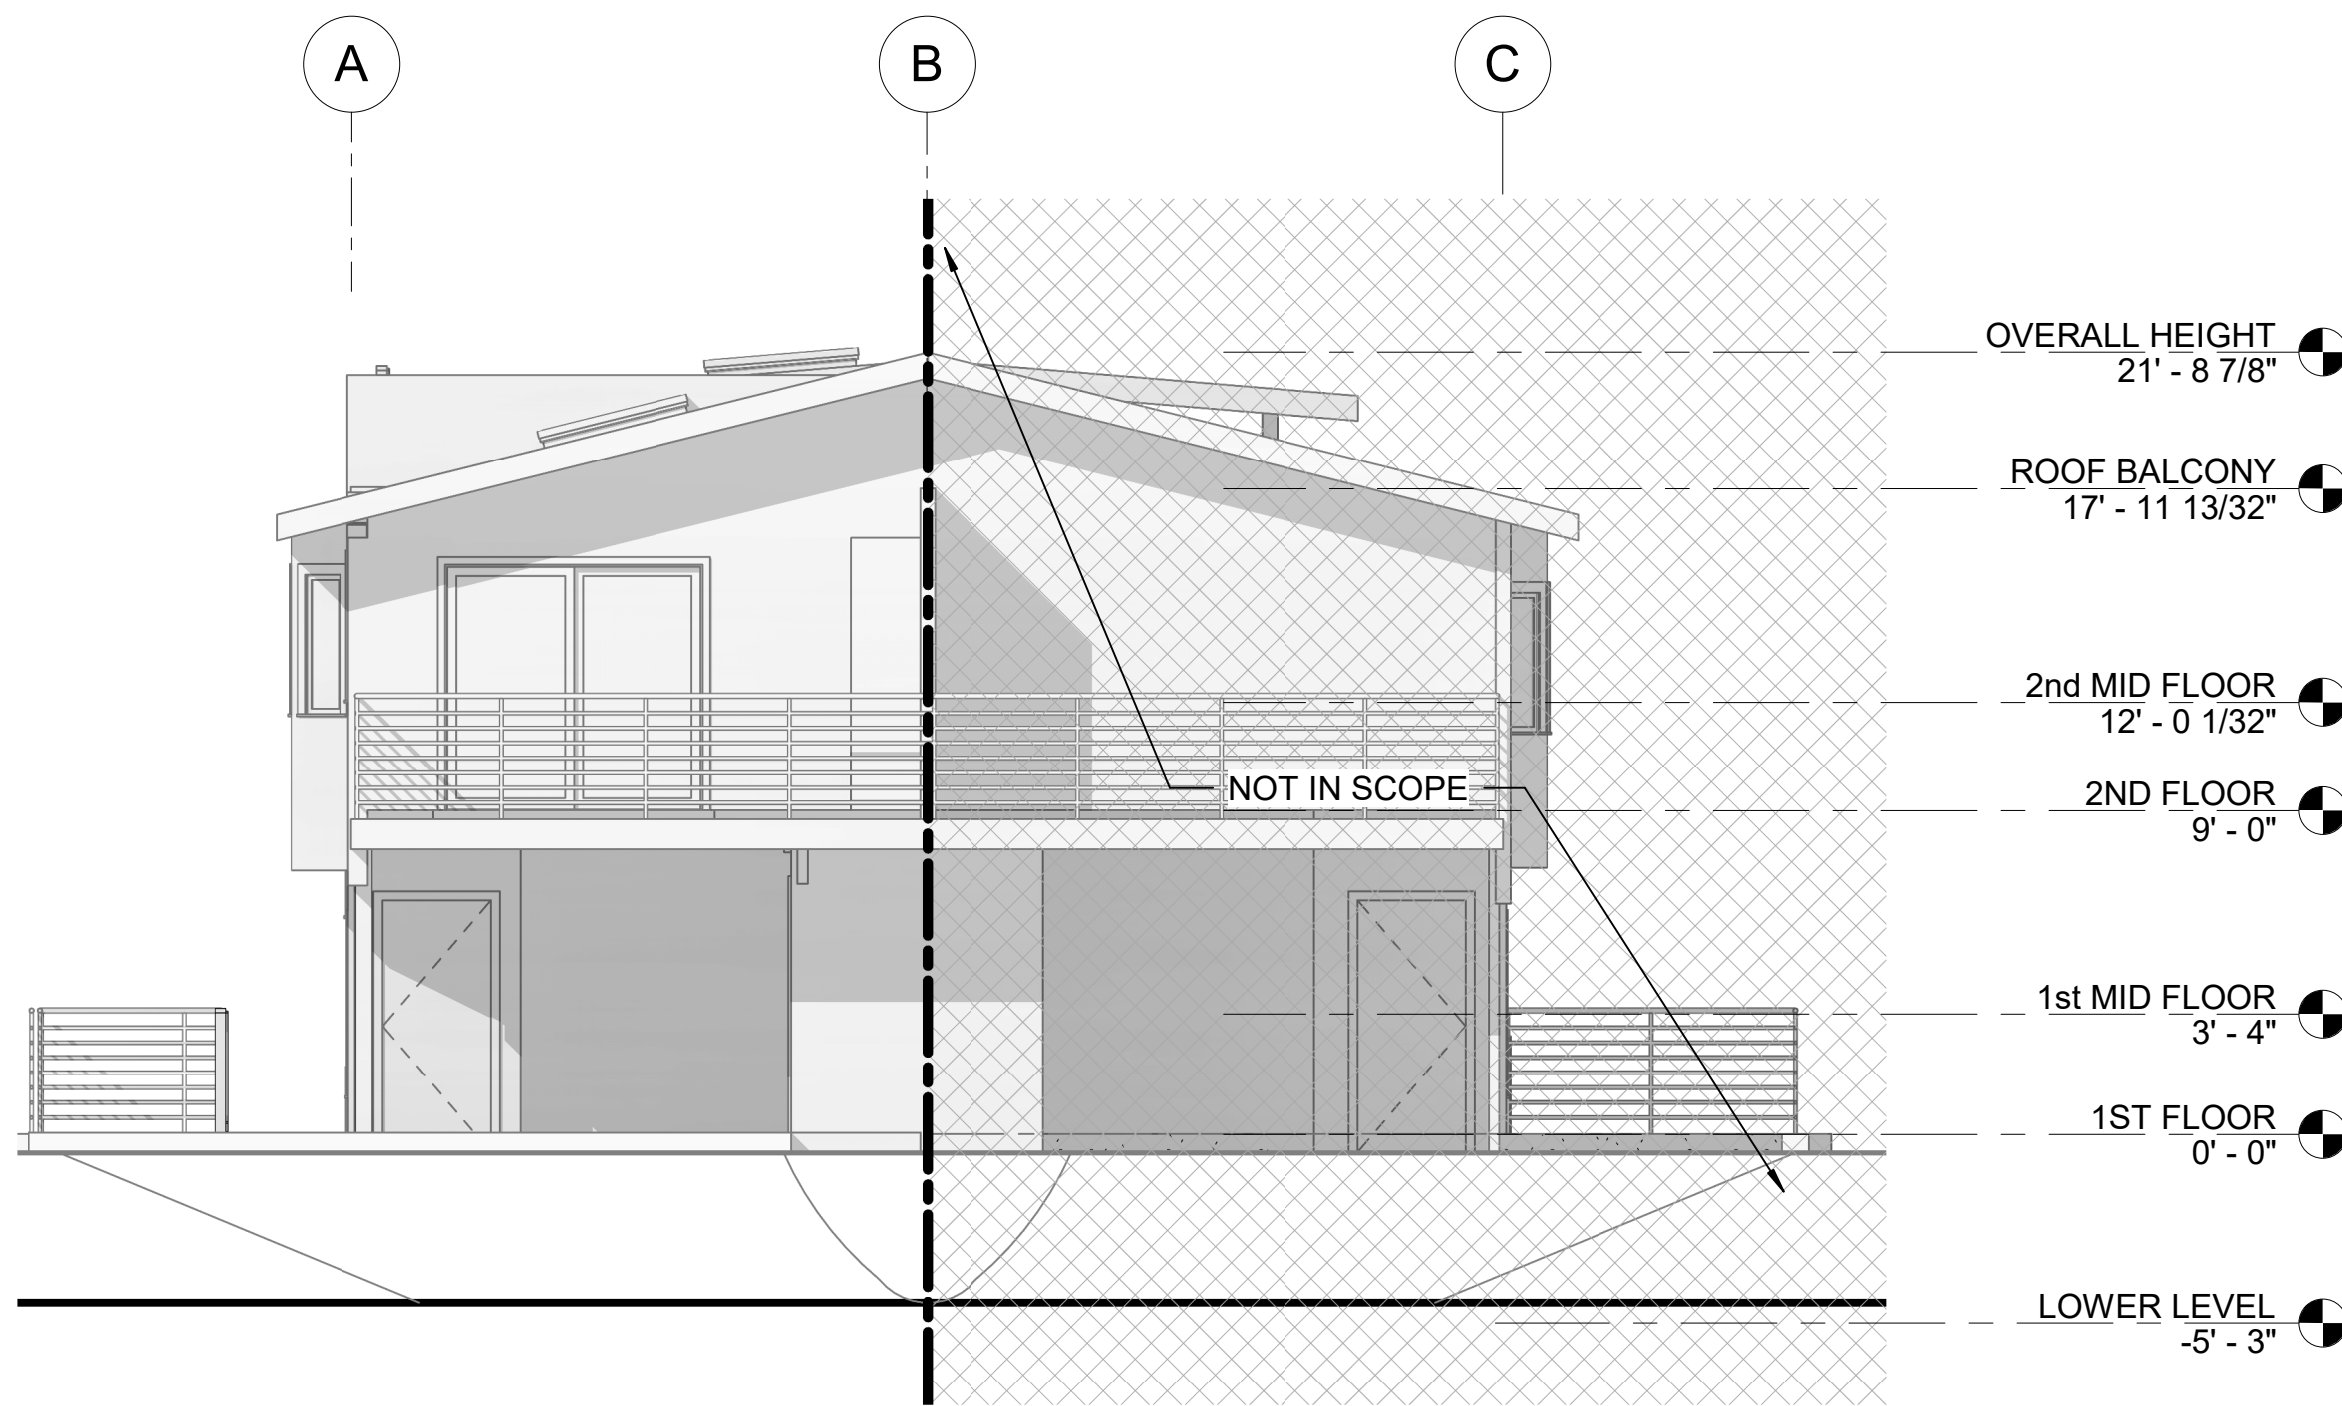 A
B
C
OVERALL HEIGHT
21' - 8 7/8"
ROOF BALCONY
17' - 11 13/32"
2nd MID FLOOR
12' - 0 1/32"
NOT IN SCOPE
2ND FLOOR
9' - 0"
1st MID FLOOR
3' - 4"
1ST FLOOR
0' - 0"
LOWER LEVEL
-5' - 3"